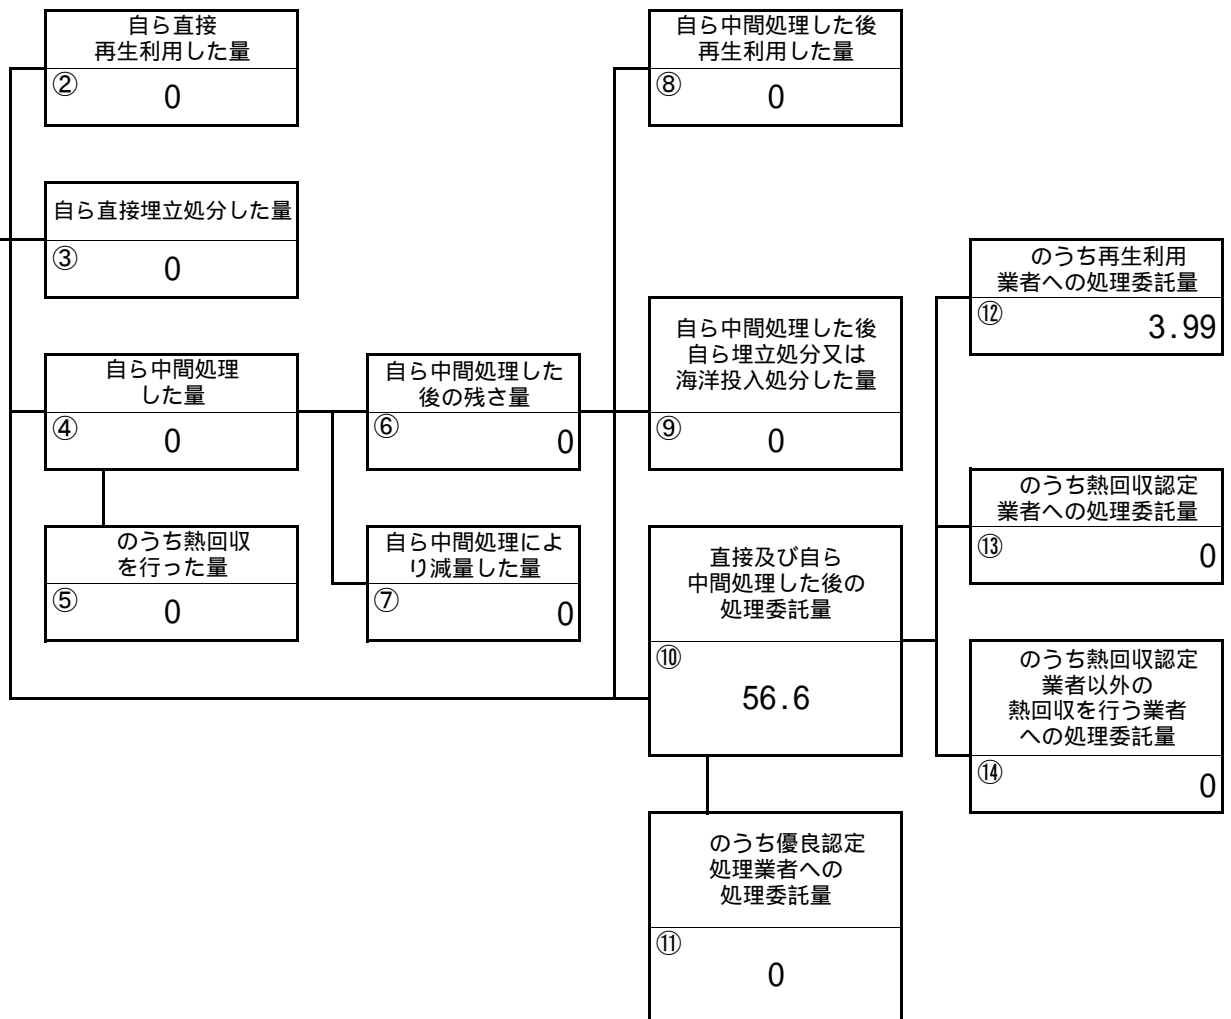 自ら直接
再生利用した量
② 0
自ら直接埋立処分した量
③ 0
自ら中間処理
した量
④ 0
のうち熱回収
を行った量
⑤ 0
自ら中間処理した
後の残さ量
⑥ 0
自ら中間処理によ
り減量した量
⑦ 0
自ら中間処理した後
再生利用した量
⑧ 0
自ら中間処理した後
自ら埋立処分又は
海洋投入処分した量
⑨ 0
直接及び自ら
中間処理した後の
処理委託量
⑩
56.6
のうち優良認定
処理業者への
処理委託量
⑪
0
のうち再生利用
業者への処理委託量
⑫ 3.99
のうち熱回収認定
業者への処理委託量
⑬ 0
のうち熱回収認定
業者以外の
熱回収を行う業者
への処理委託量
⑭ 0